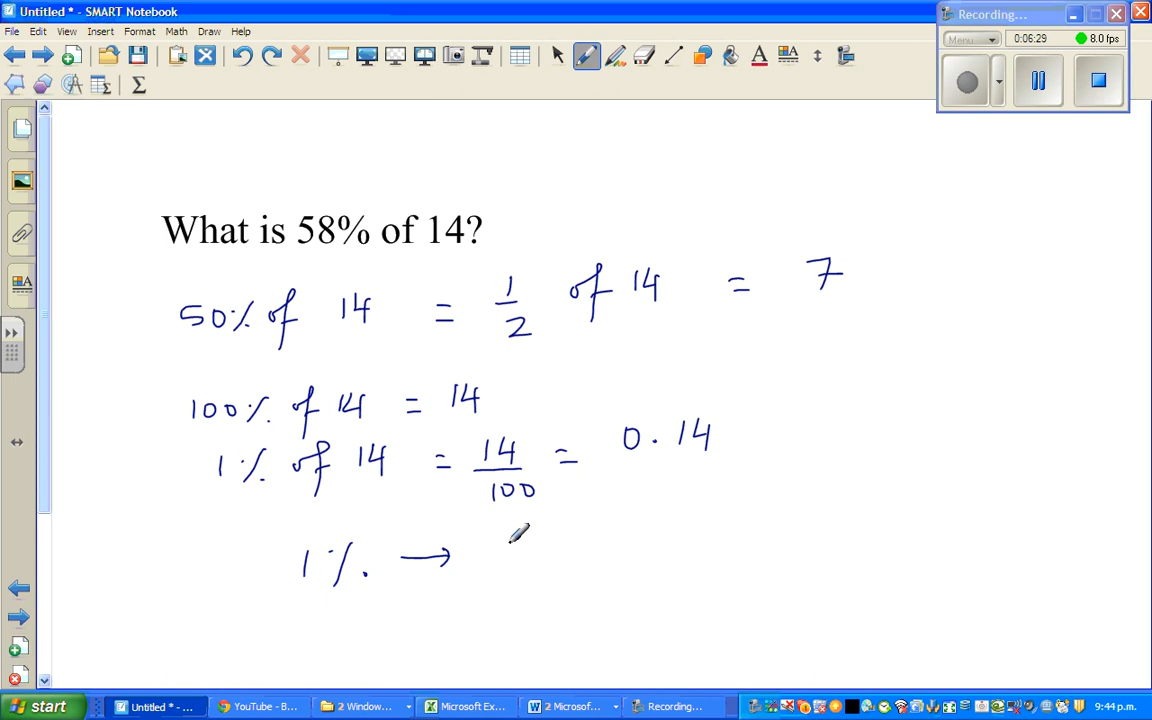 Untitled * - SMART Notebook
Recording...
File Edit View Insert Format Math Draw Help
Menu 0:06:29 8.0 fps
What is 58% of 14?
50% of 14 = 1/2 of 14 = 7
100% of 14 = 14
1% of 14 = 14/100 = 0.14
1% →
start Untitled * - ... YouTube - B... 2 Window... Microsoft Ex... 2 Microsof... Recording... 9:44 p.m.